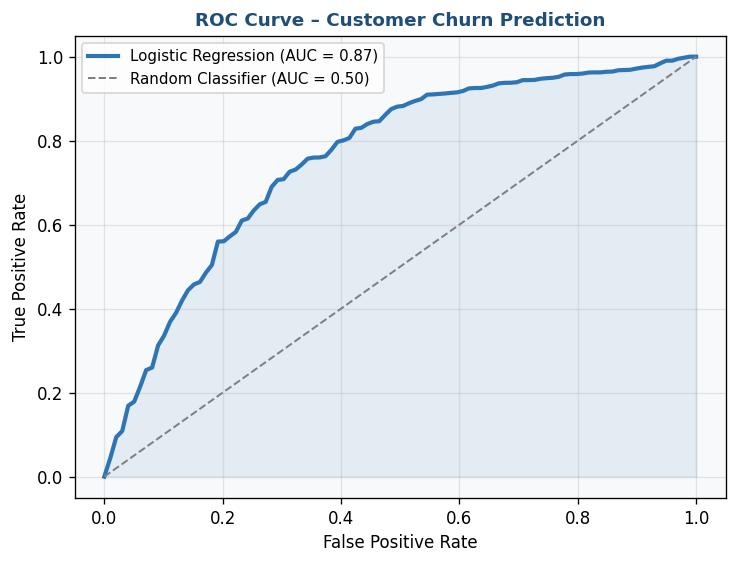 ROC Curve – Customer Churn Prediction
Logistic Regression (AUC = 0.87)
Random Classifier (AUC = 0.50)
True Positive Rate
1.0
0.8
0.6
0.4
0.2
0.0
0.0 0.2 0.4 0.6 0.8 1.0
False Positive Rate